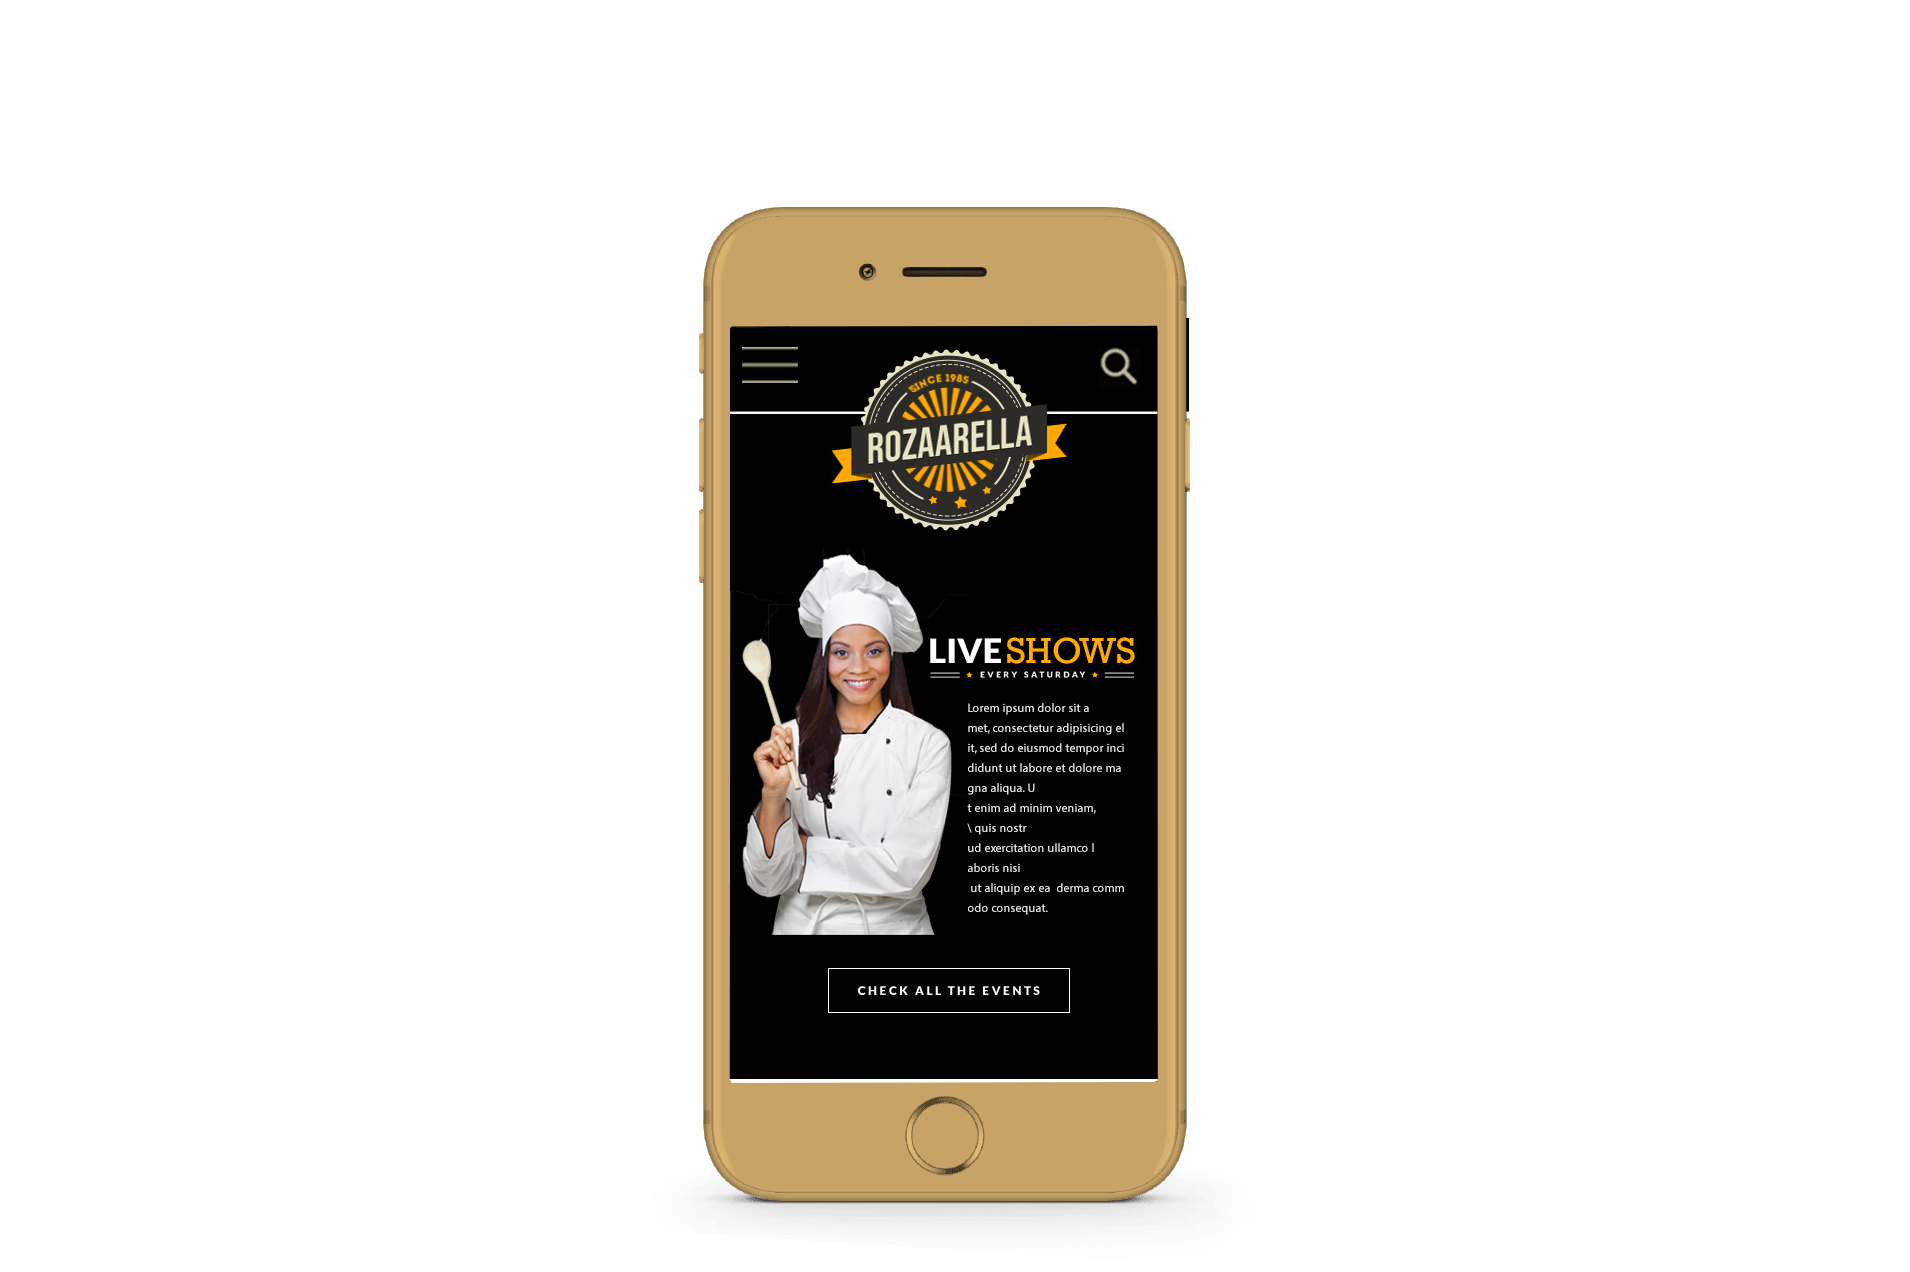 SINCE 1985
ROZAARELLA
LIVE SHOWS
EVERY SATURDAY
Lorem ipsum dolor sit a
met, consectetur adipisicing el
it, sed do eiusmod tempor inci
didunt ut labore et dolore ma
gna aliqua. U
t enim ad minim veniam,
\ quis nostr
ud exercitation ullamco l
aboris nisi
ut aliquip ex ea  derma comm
odo consequat.
CHECK ALL THE EVENTS